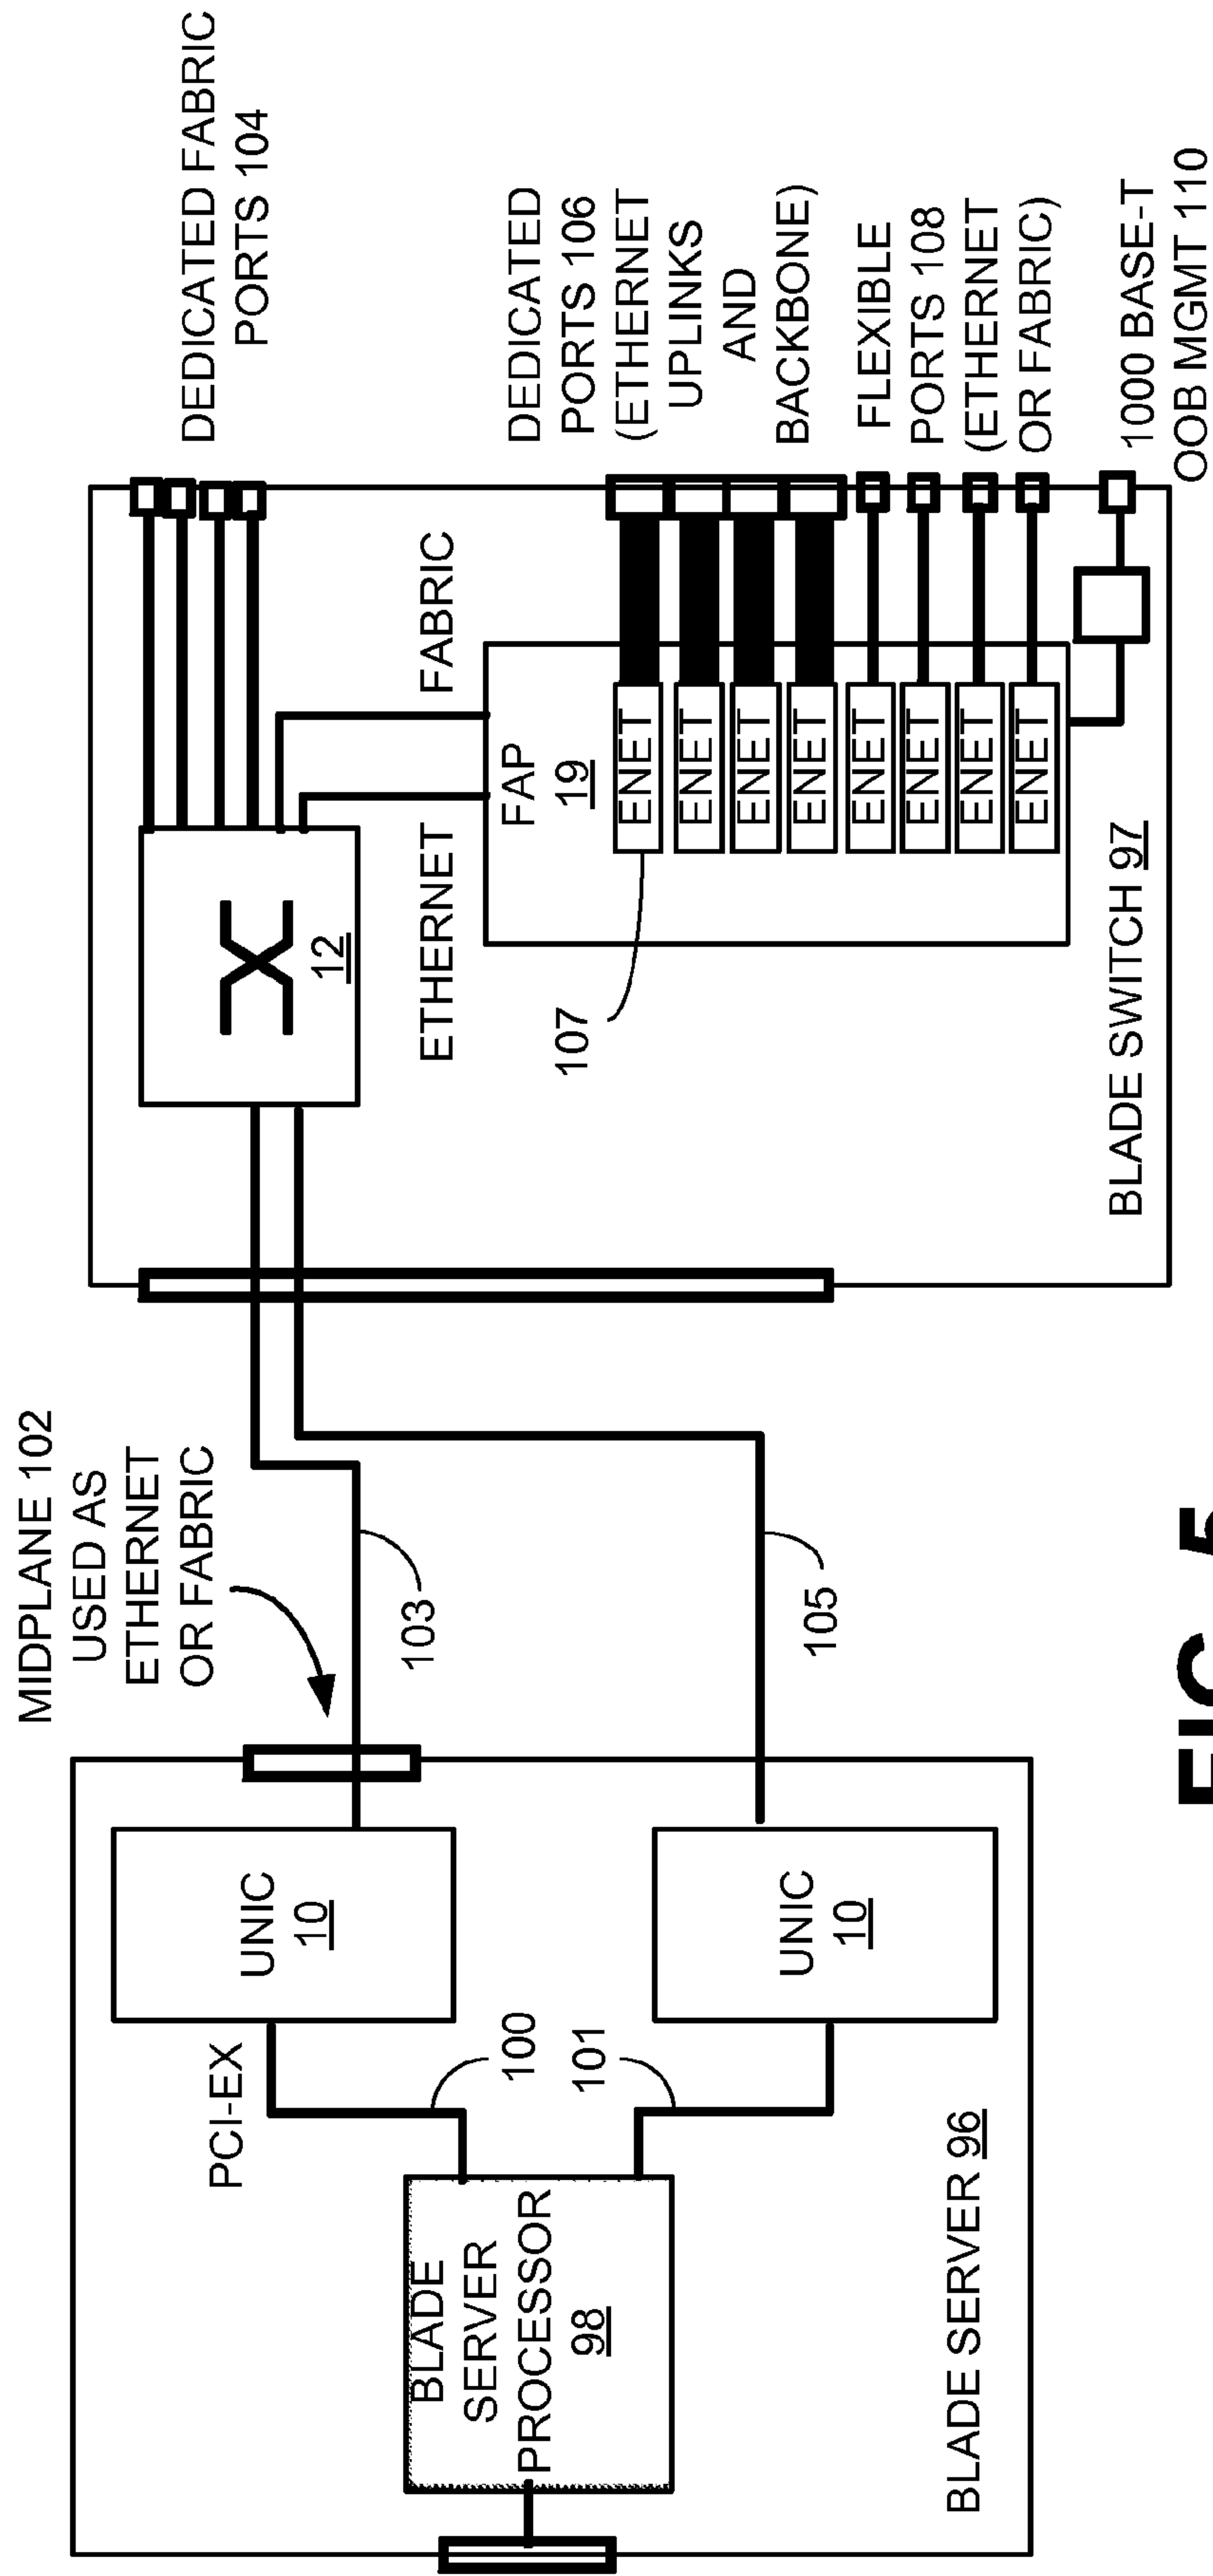 MIDPLANE 102
USED AS
ETHERNET
OR FABRIC
DEDICATED FABRIC
PORTS 104
PCI-EX
UNIC
10
103
12
FABRIC
ETHERNET
BLADE
SERVER
PROCESSOR
98
100
101
UNIC
10
105
FAP
19
107
ENET
ENET
ENET
ENET
ENET
ENET
ENET
ENET
DEDICATED
PORTS 106
(ETHERNET
UPLINKS
AND
BACKBONE)
FLEXIBLE
PORTS 108
(ETHERNET
OR FABRIC)
1000 BASE-T
OOB MGMT 110
BLADE SERVER 96
BLADE SWITCH 97
FIG. 5